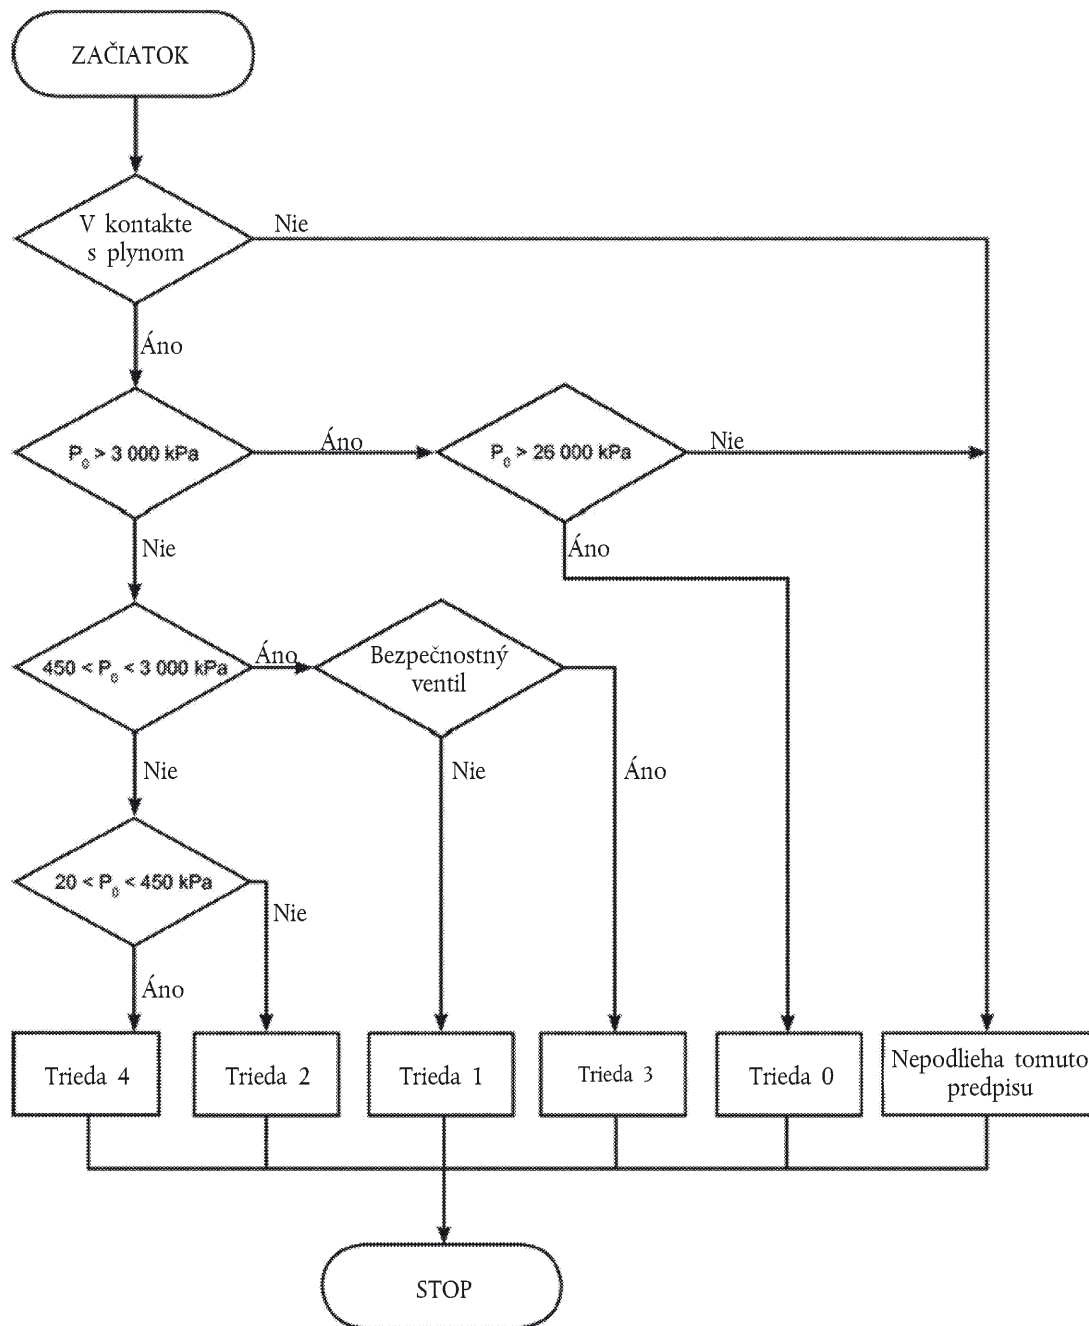 ZAČIATOK
V kontakte
s plynom
Nie
Áno
P₀ > 3 000 kPa
Áno
P₀ > 26 000 kPa
Nie
Nie
Áno
450 < P₀ < 3 000 kPa
Áno
Bezpečnostný
ventil
Nie
Nie
Áno
20 < P₀ < 450 kPa
Nie
Áno
Trieda 4
Trieda 2
Trieda 1
Trieda 3
Trieda 0
Nepodlieha tomuto
predpisu
STOP